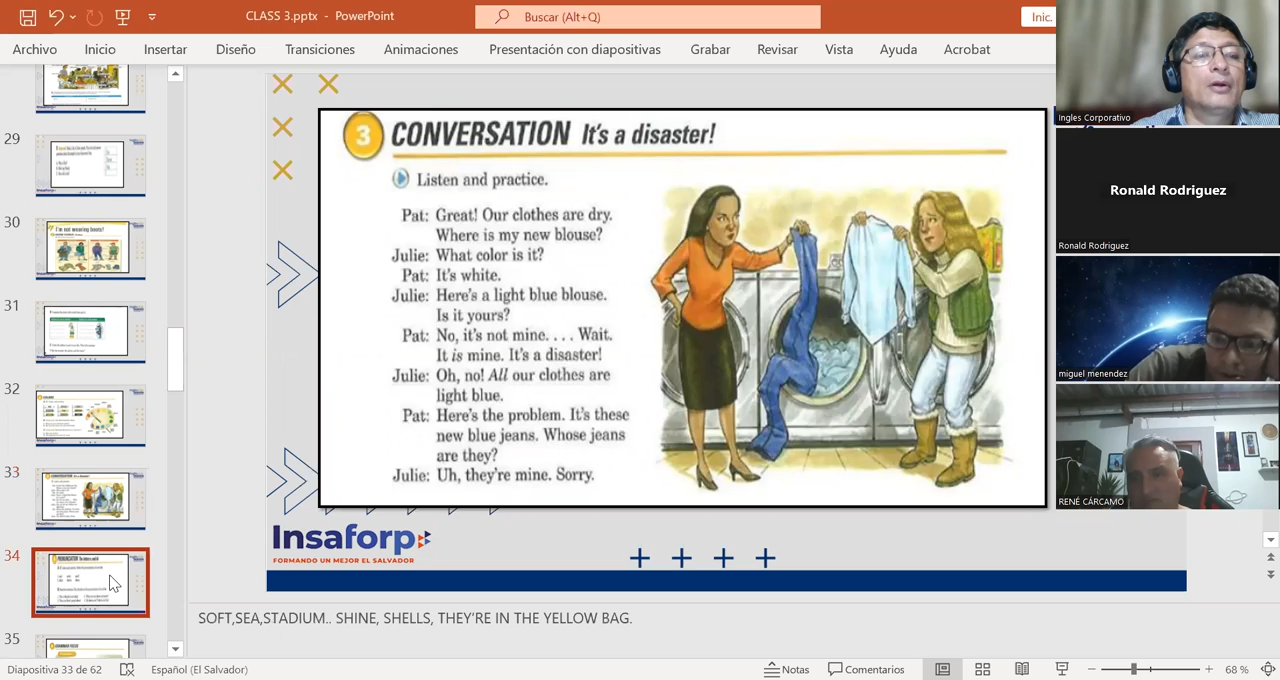 CLASS 3.pptx - PowerPoint
Buscar (Alt+Q)
Inic.
Archivo Inicio Insertar Diseño Transiciones Animaciones Presentación con diapositivas Grabar Revisar Vista Ayuda Acrobat
29
30
I'm not wearing boots!
31
32
33
34
35
3 CONVERSATION It's a disaster!
Listen and practice.
Pat: Great! Our clothes are dry.
Where is my new blouse?
Julie: What color is it?
Pat: It's white.
Julie: Here's a light blue blouse.
Is it yours?
Pat: No, it's not mine. . . . Wait.
It is mine. It's a disaster!
Julie: Oh, no! All our clothes are
light blue.
Pat: Here's the problem. It's these
new blue jeans. Whose jeans
are they?
Julie: Uh, they're mine. Sorry.
Insaforp
FORMANDO UN MEJOR EL SALVADOR
SOFT,SEA,STADIUM.. SHINE, SHELLS, THEY'RE IN THE YELLOW BAG.
Diapositiva 33 de 62 Español (El Salvador) Notas Comentarios 68 %
Ingles Corporativo
Ronald Rodriguez
Ronald Rodriguez
miguel menendez
RENÉ CÁRCAMO